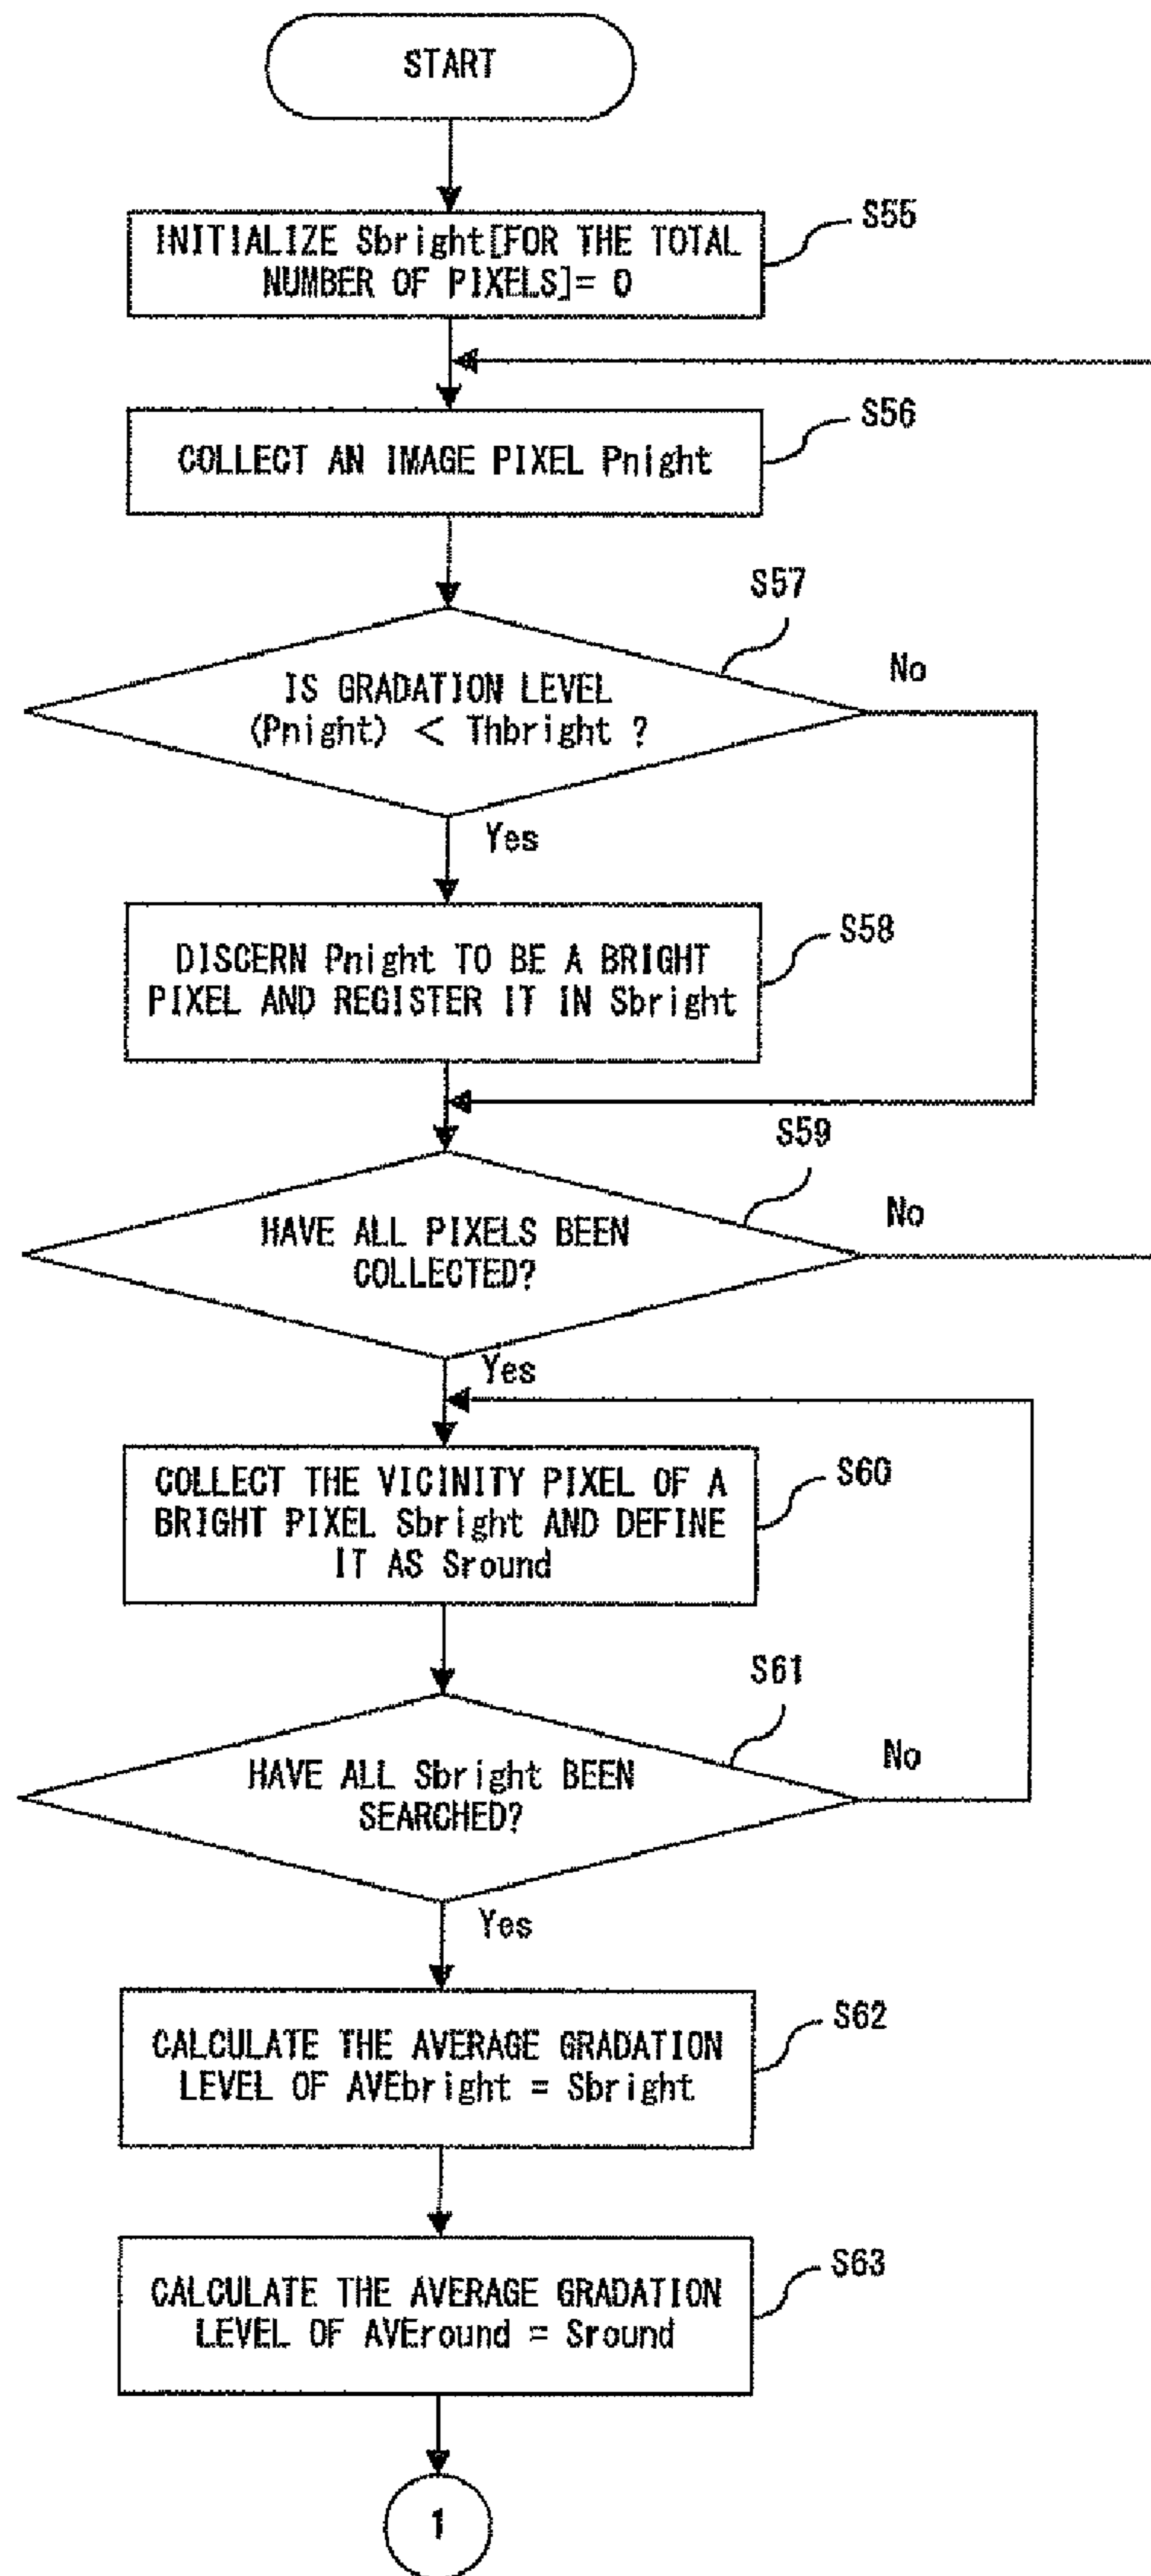 START
INITIALIZE Sbright[FOR THE TOTAL
NUMBER OF PIXELS]= 0
S55
COLLECT AN IMAGE PIXEL Pnight
S56
S57
IS GRADATION LEVEL
(Pnight) < Thbright ?
No
Yes
DISCERN Pnight TO BE A BRIGHT
PIXEL AND REGISTER IT IN Sbright
S58
S59
HAVE ALL PIXELS BEEN
COLLECTED?
No
Yes
COLLECT THE VICINITY PIXEL OF A
BRIGHT PIXEL Sbright AND DEFINE
IT AS Sround
S60
S61
HAVE ALL Sbright BEEN
SEARCHED?
No
Yes
CALCULATE THE AVERAGE GRADATION
LEVEL OF AVEbright = Sbright
S62
CALCULATE THE AVERAGE GRADATION
LEVEL OF AVEround = Sround
S63
1